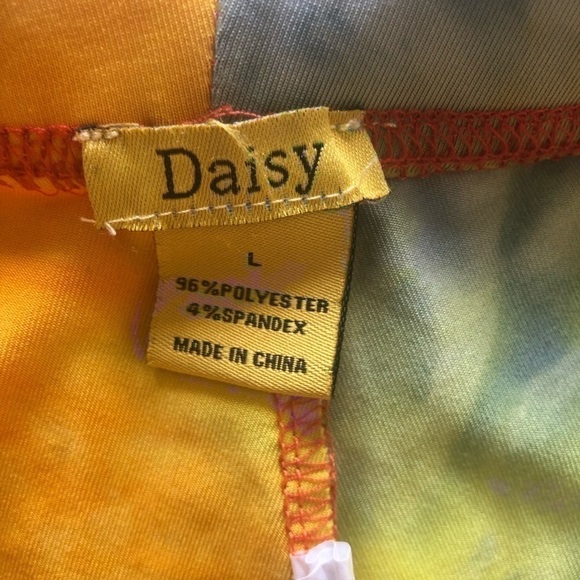 Daisy
L
96%POLYESTER
4%SPANDEX
MADE IN CHINA